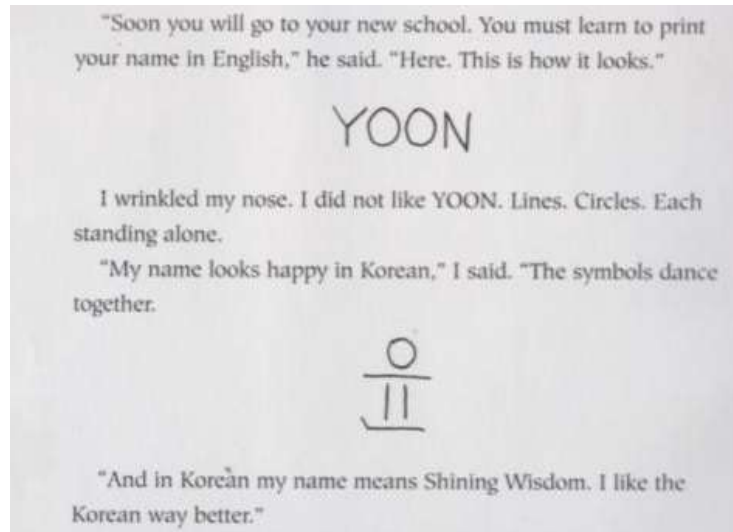 "Soon you will go to your new school. You must learn to print
your name in English," he said. "Here. This is how it looks."
YOON
I wrinkled my nose. I did not like YOON. Lines. Circles. Each
standing alone.
"My name looks happy in Korean," I said. "The symbols dance
together.
윤
"And in Korean my name means Shining Wisdom. I like the
Korean way better."